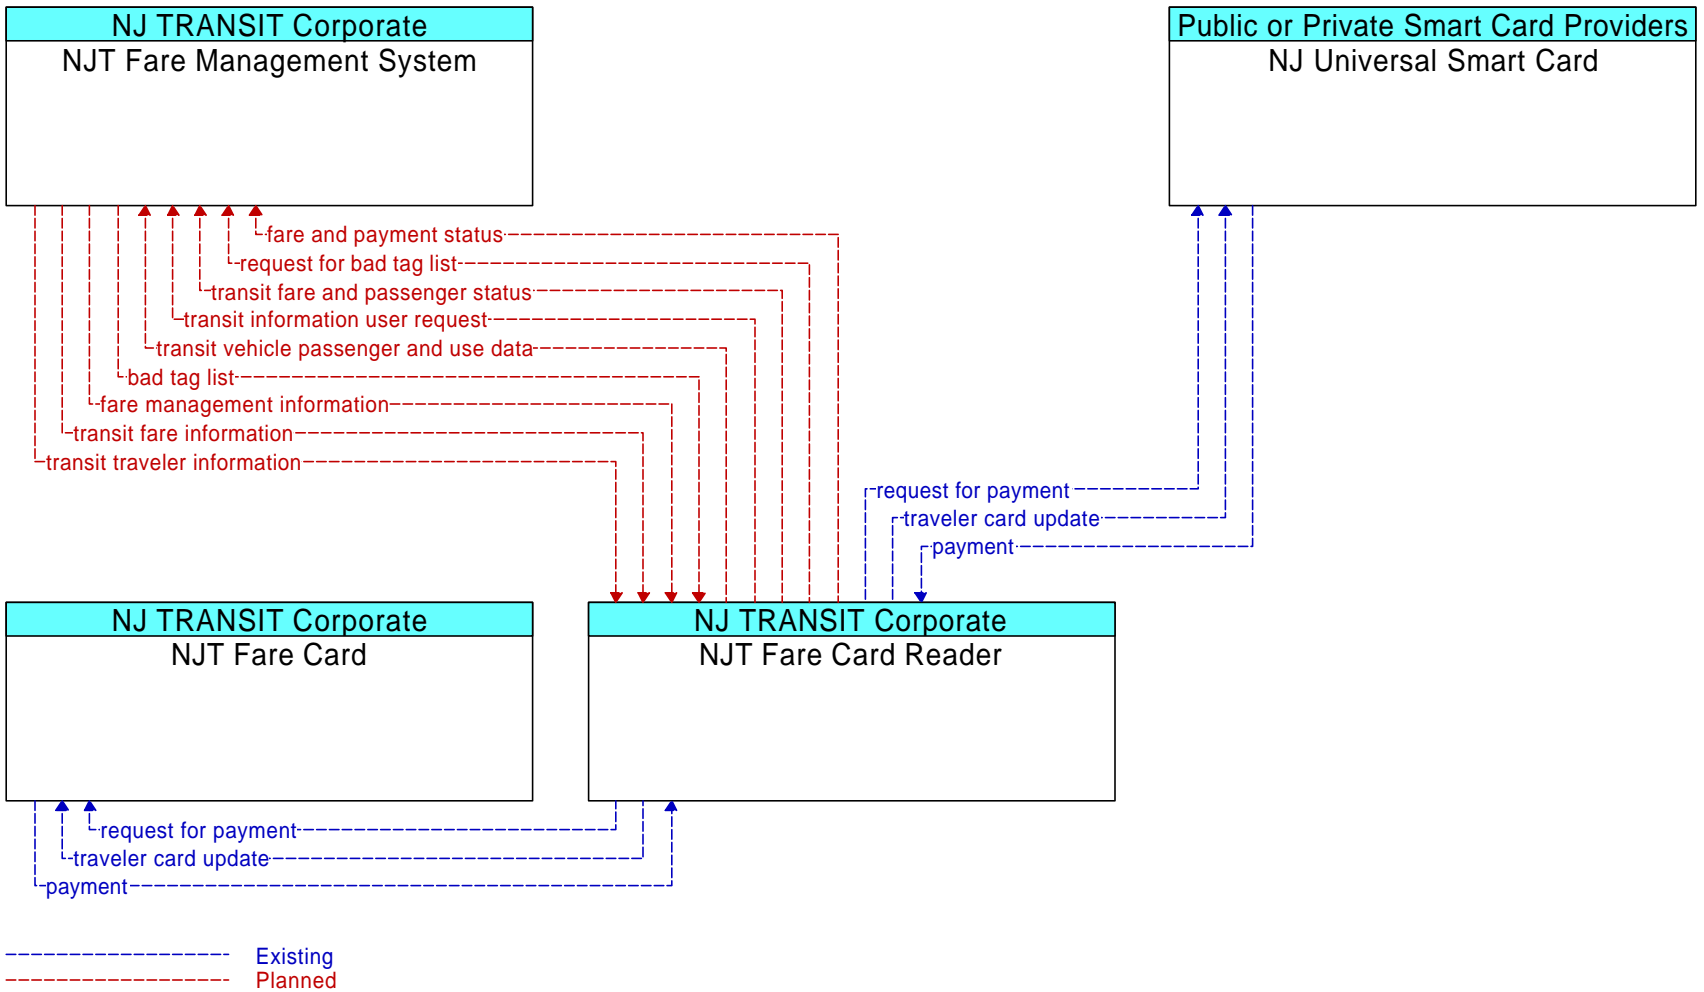 NJ TRANSIT Corporate
NJT Fare Management System
Public or Private Smart Card Providers
NJ Universal Smart Card
fare and payment status
request for bad tag list
transit fare and passenger status
transit information user request
transit vehicle passenger and use data
bad tag list
fare management information
transit fare information
transit traveler information
request for payment
traveler card update
payment
NJ TRANSIT Corporate
NJT Fare Card
NJ TRANSIT Corporate
NJT Fare Card Reader
request for payment
traveler card update
payment
Existing
Planned